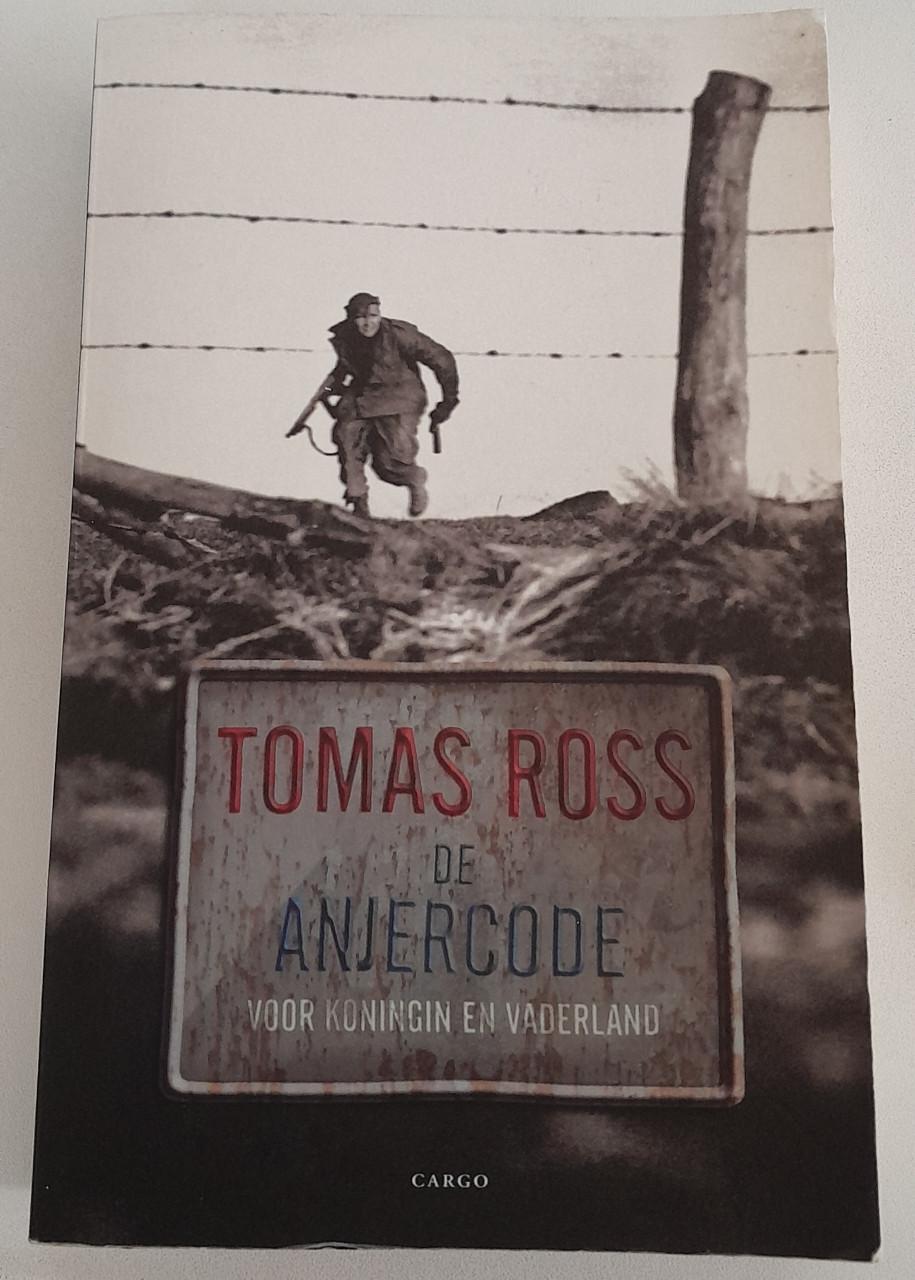 TOMAS ROSS
DE
ANJERCODE
VOOR KONINGIN EN VADERLAND
CARGO